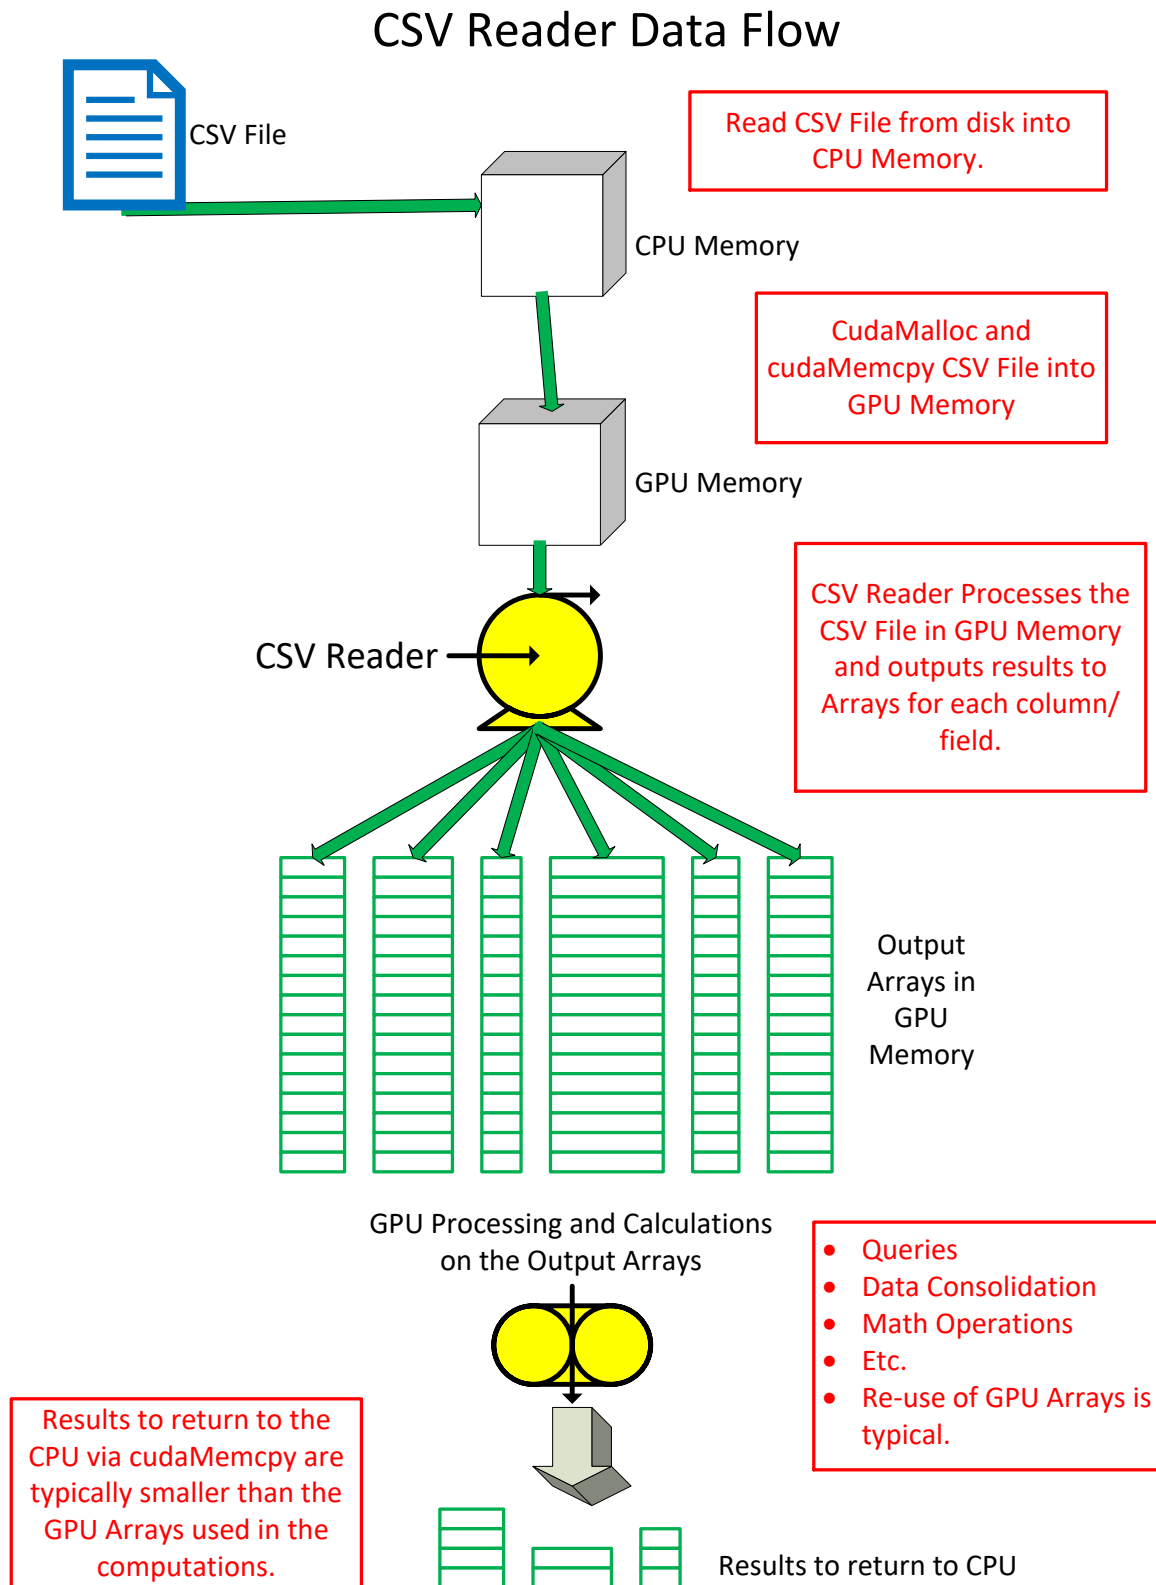 CSV Reader Data Flow
CSV File
Read CSV File from disk into
CPU Memory.
CPU Memory
CudaMalloc and
cudaMemcpy CSV File into
GPU Memory
GPU Memory
CSV Reader Processes the
CSV File in GPU Memory
and outputs results to
Arrays for each column/
field.
CSV Reader
Output
Arrays in
GPU
Memory
GPU Processing and Calculations
on the Output Arrays
• Queries
• Data Consolidation
• Math Operations
• Etc.
• Re-use of GPU Arrays is
typical.
Results to return to the
CPU via cudaMemcpy are
typically smaller than the
GPU Arrays used in the
computations.
Results to return to CPU